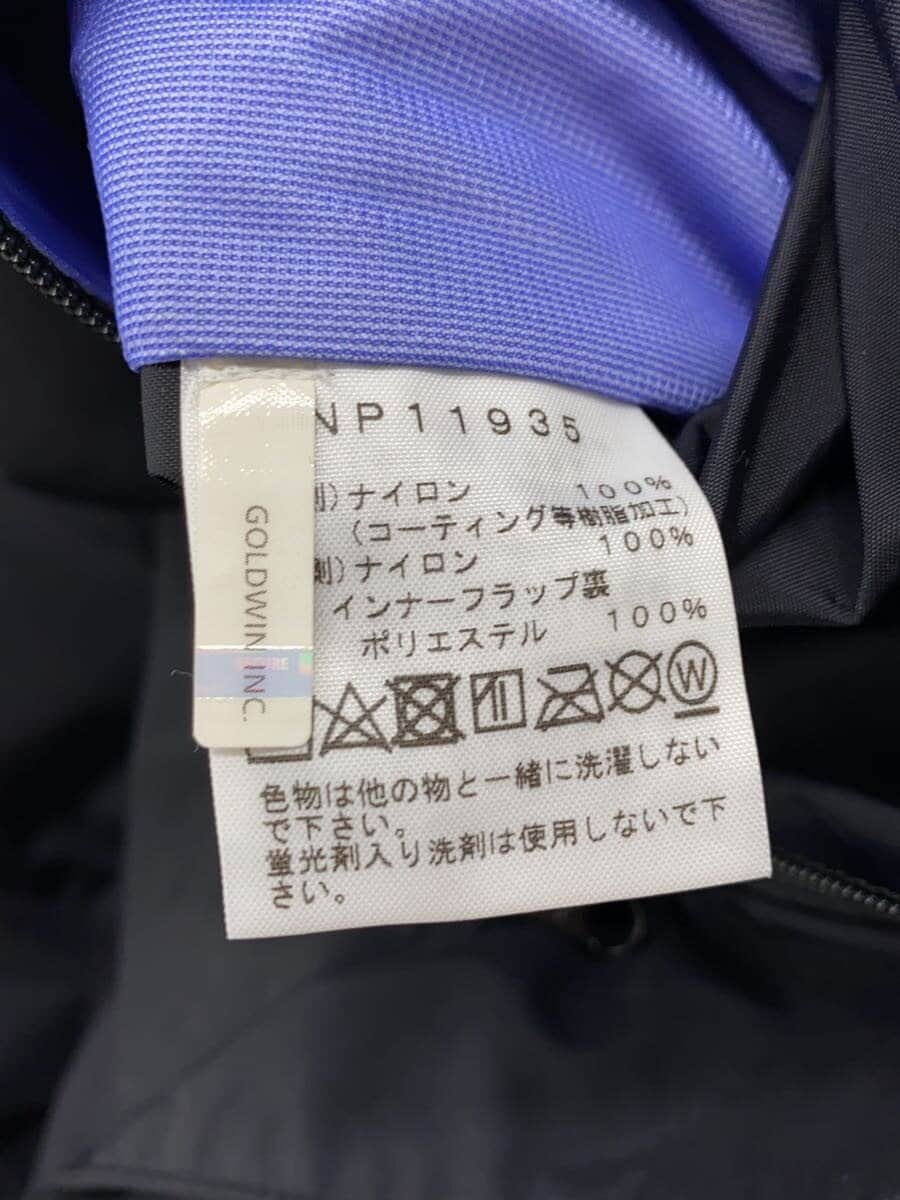 NP11935
剤)ナイロン 100%
(コーティング等樹脂加工)
剤)ナイロン 100%
インナーフラップ裏
ポリエステル 100%
W
色物は他の物と一緒に洗濯しない
で下さい。
蛍光剤入り洗剤は使用しないで下
さい。
GOLDWIN INC.